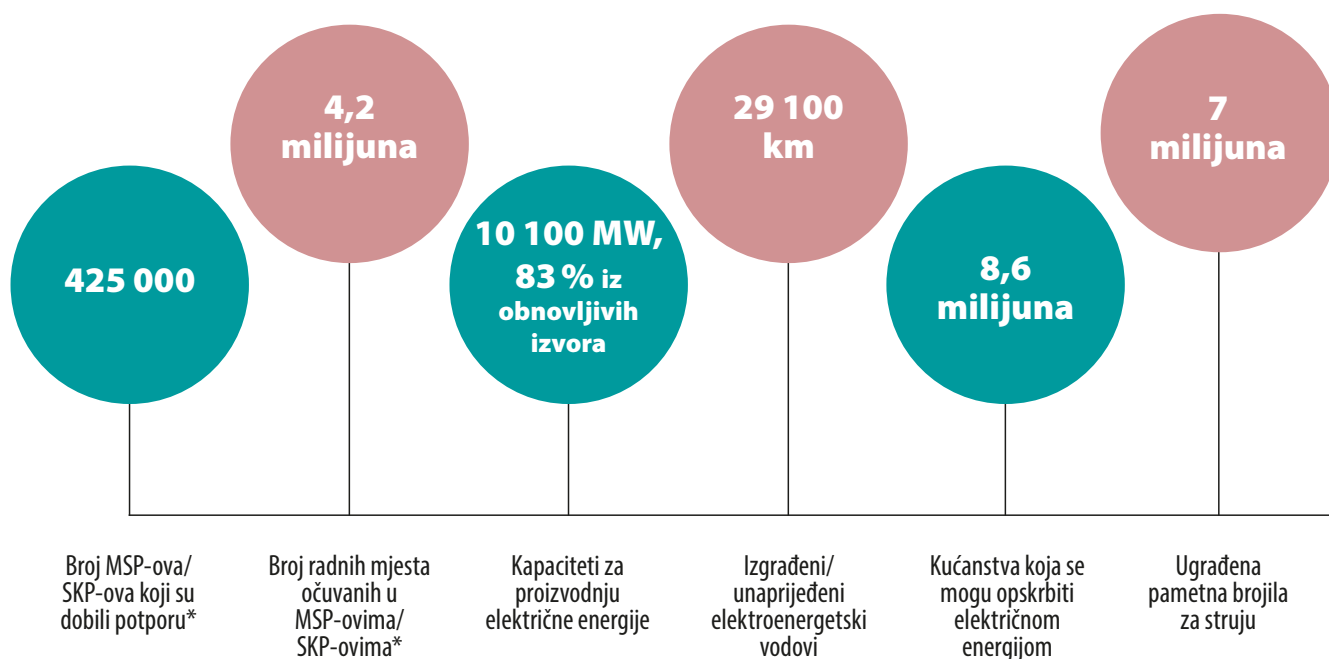 425 000
4,2
milijuna
10 100 MW,
83 % iz
obnovljivih
izvora
29 100
km
8,6
milijuna
7
milijuna
Broj MSP-ova/
SKP-ova koji su
dobili potporu*
Broj radnih mjesta
očuvanih u
MSP-ovima/
SKP-ovima*
Kapaciteti za
proizvodnju
električne energije
Izgrađeni/
unaprijeđeni
elektroenergetski
vodovi
Kućanstva koja se
mogu opskrbiti
električnom
energijom
Ugrađena
pametna brojila
za struju